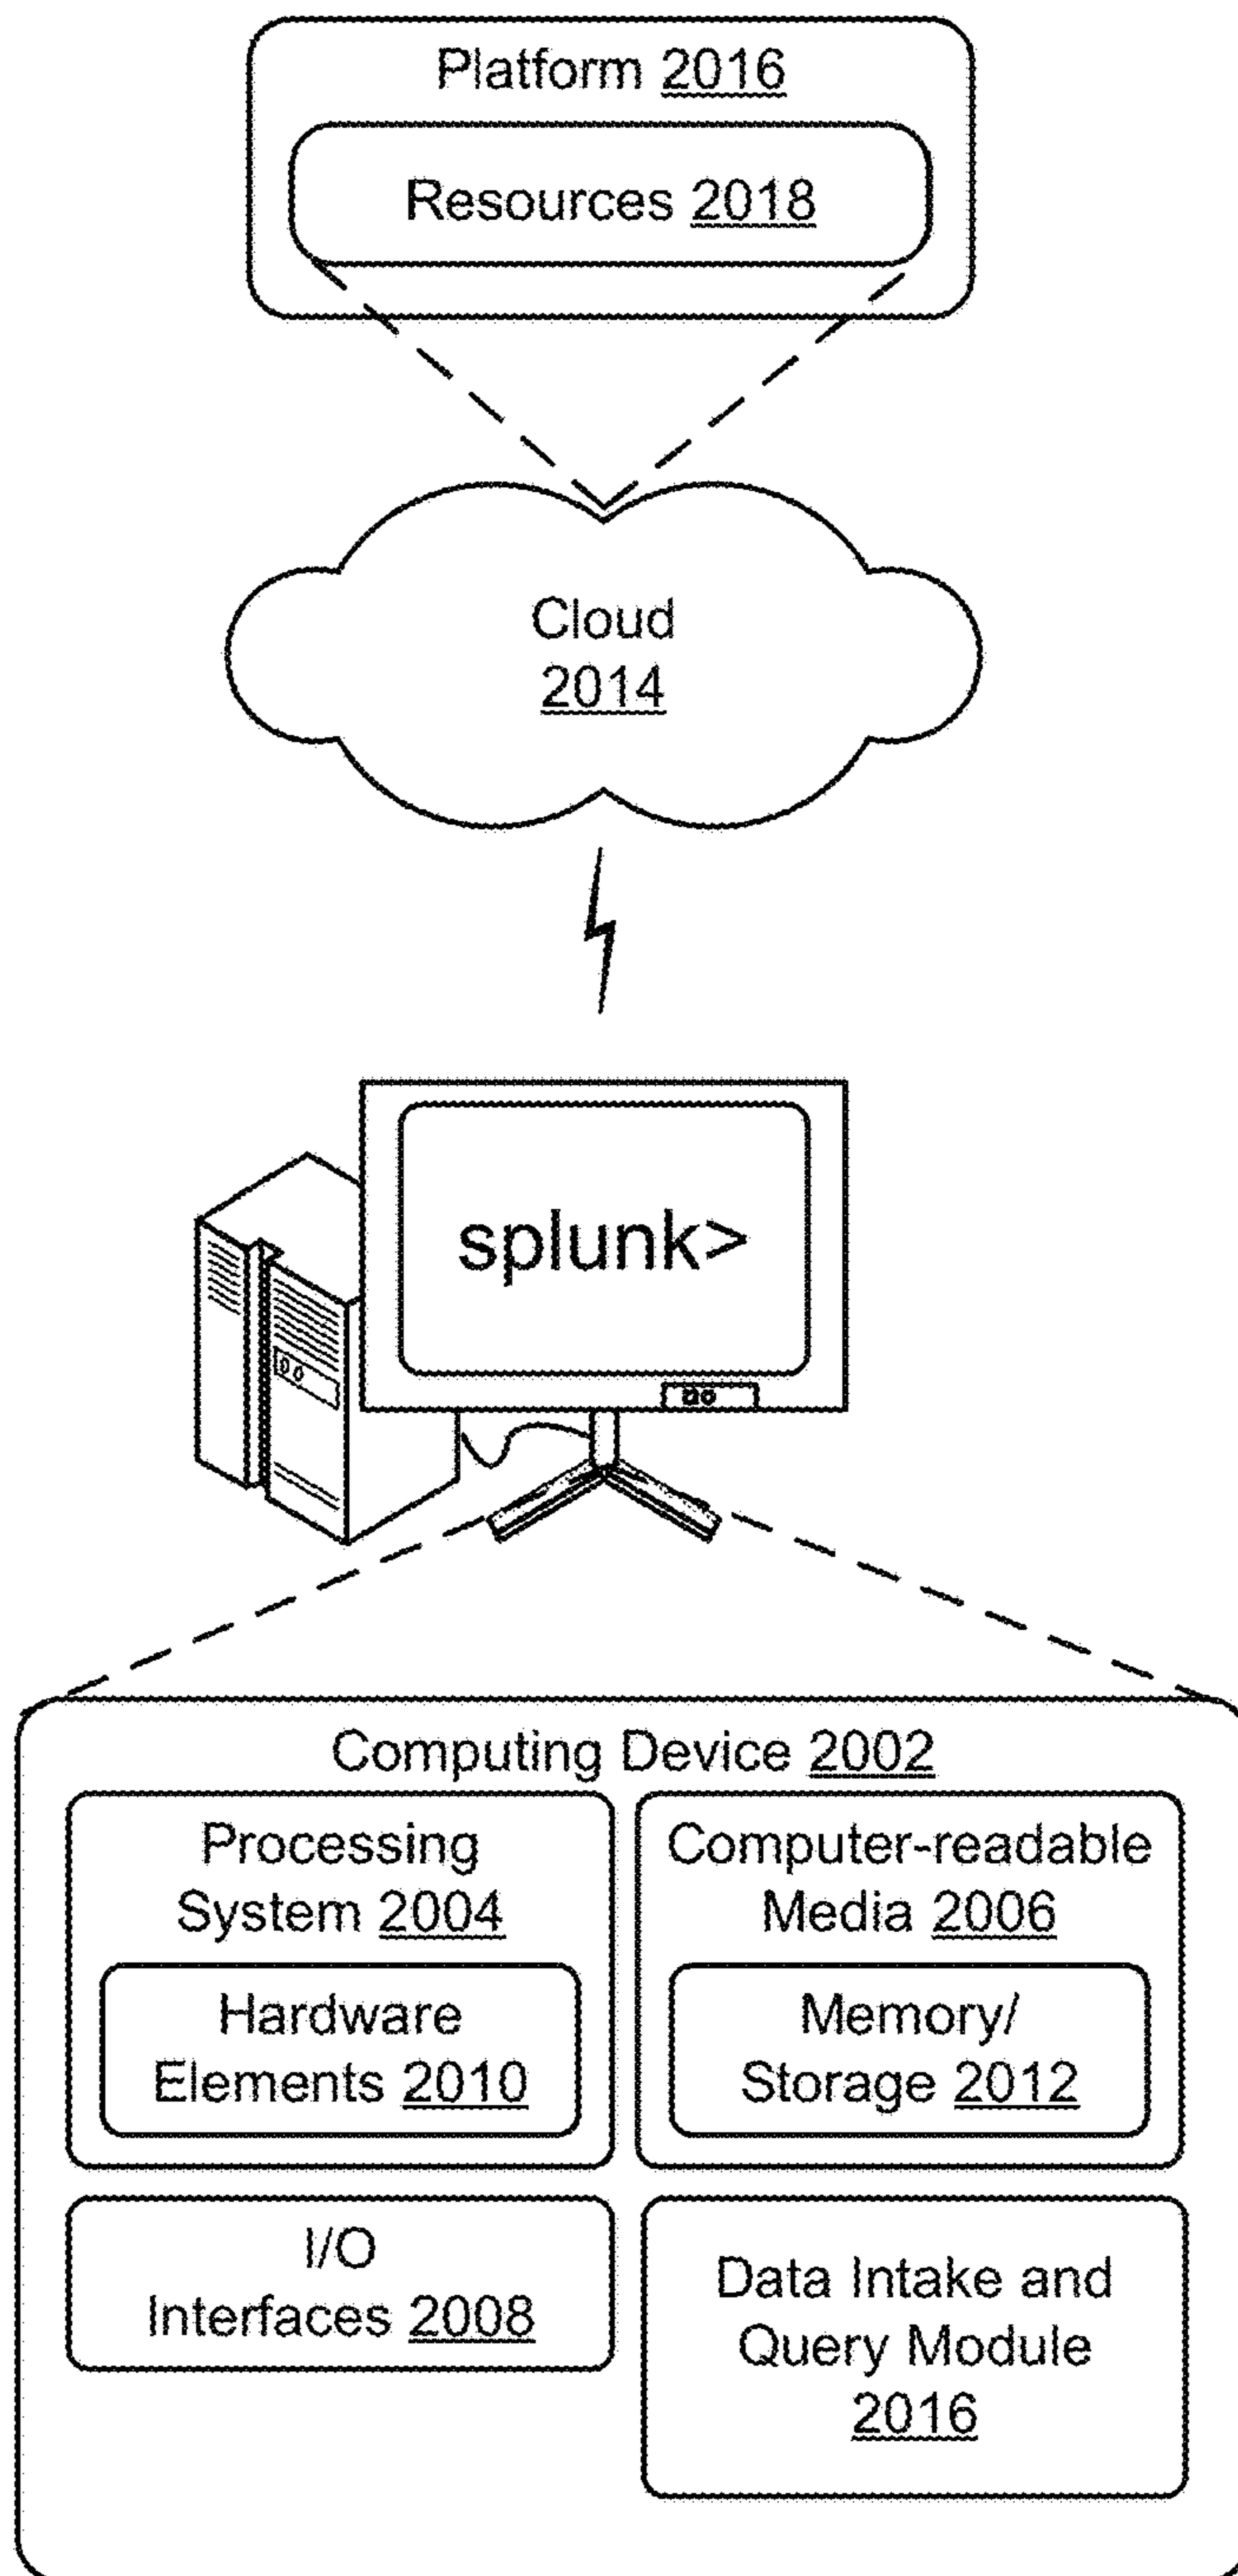 Platform 2016
Resources 2018
Cloud
2014
splunk>
Computing Device 2002
Processing
System 2004
Hardware
Elements 2010
Computer-readable
Media 2006
Memory/
Storage 2012
I/O
Interfaces 2008
Data Intake and
Query Module
2016